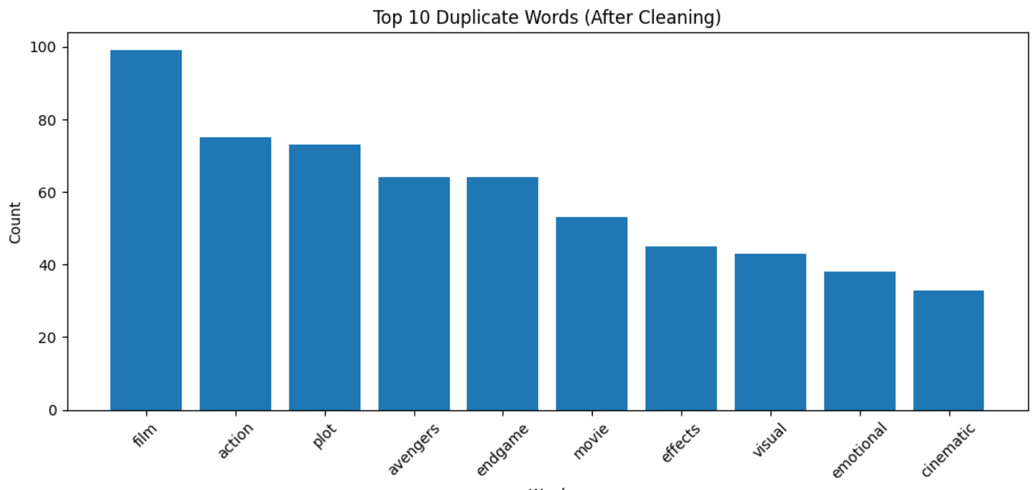 Top 10 Duplicate Words (After Cleaning)
Count
100
80
60
40
20
0
film
action
plot
avengers
endgame
movie
effects
visual
emotional
cinematic